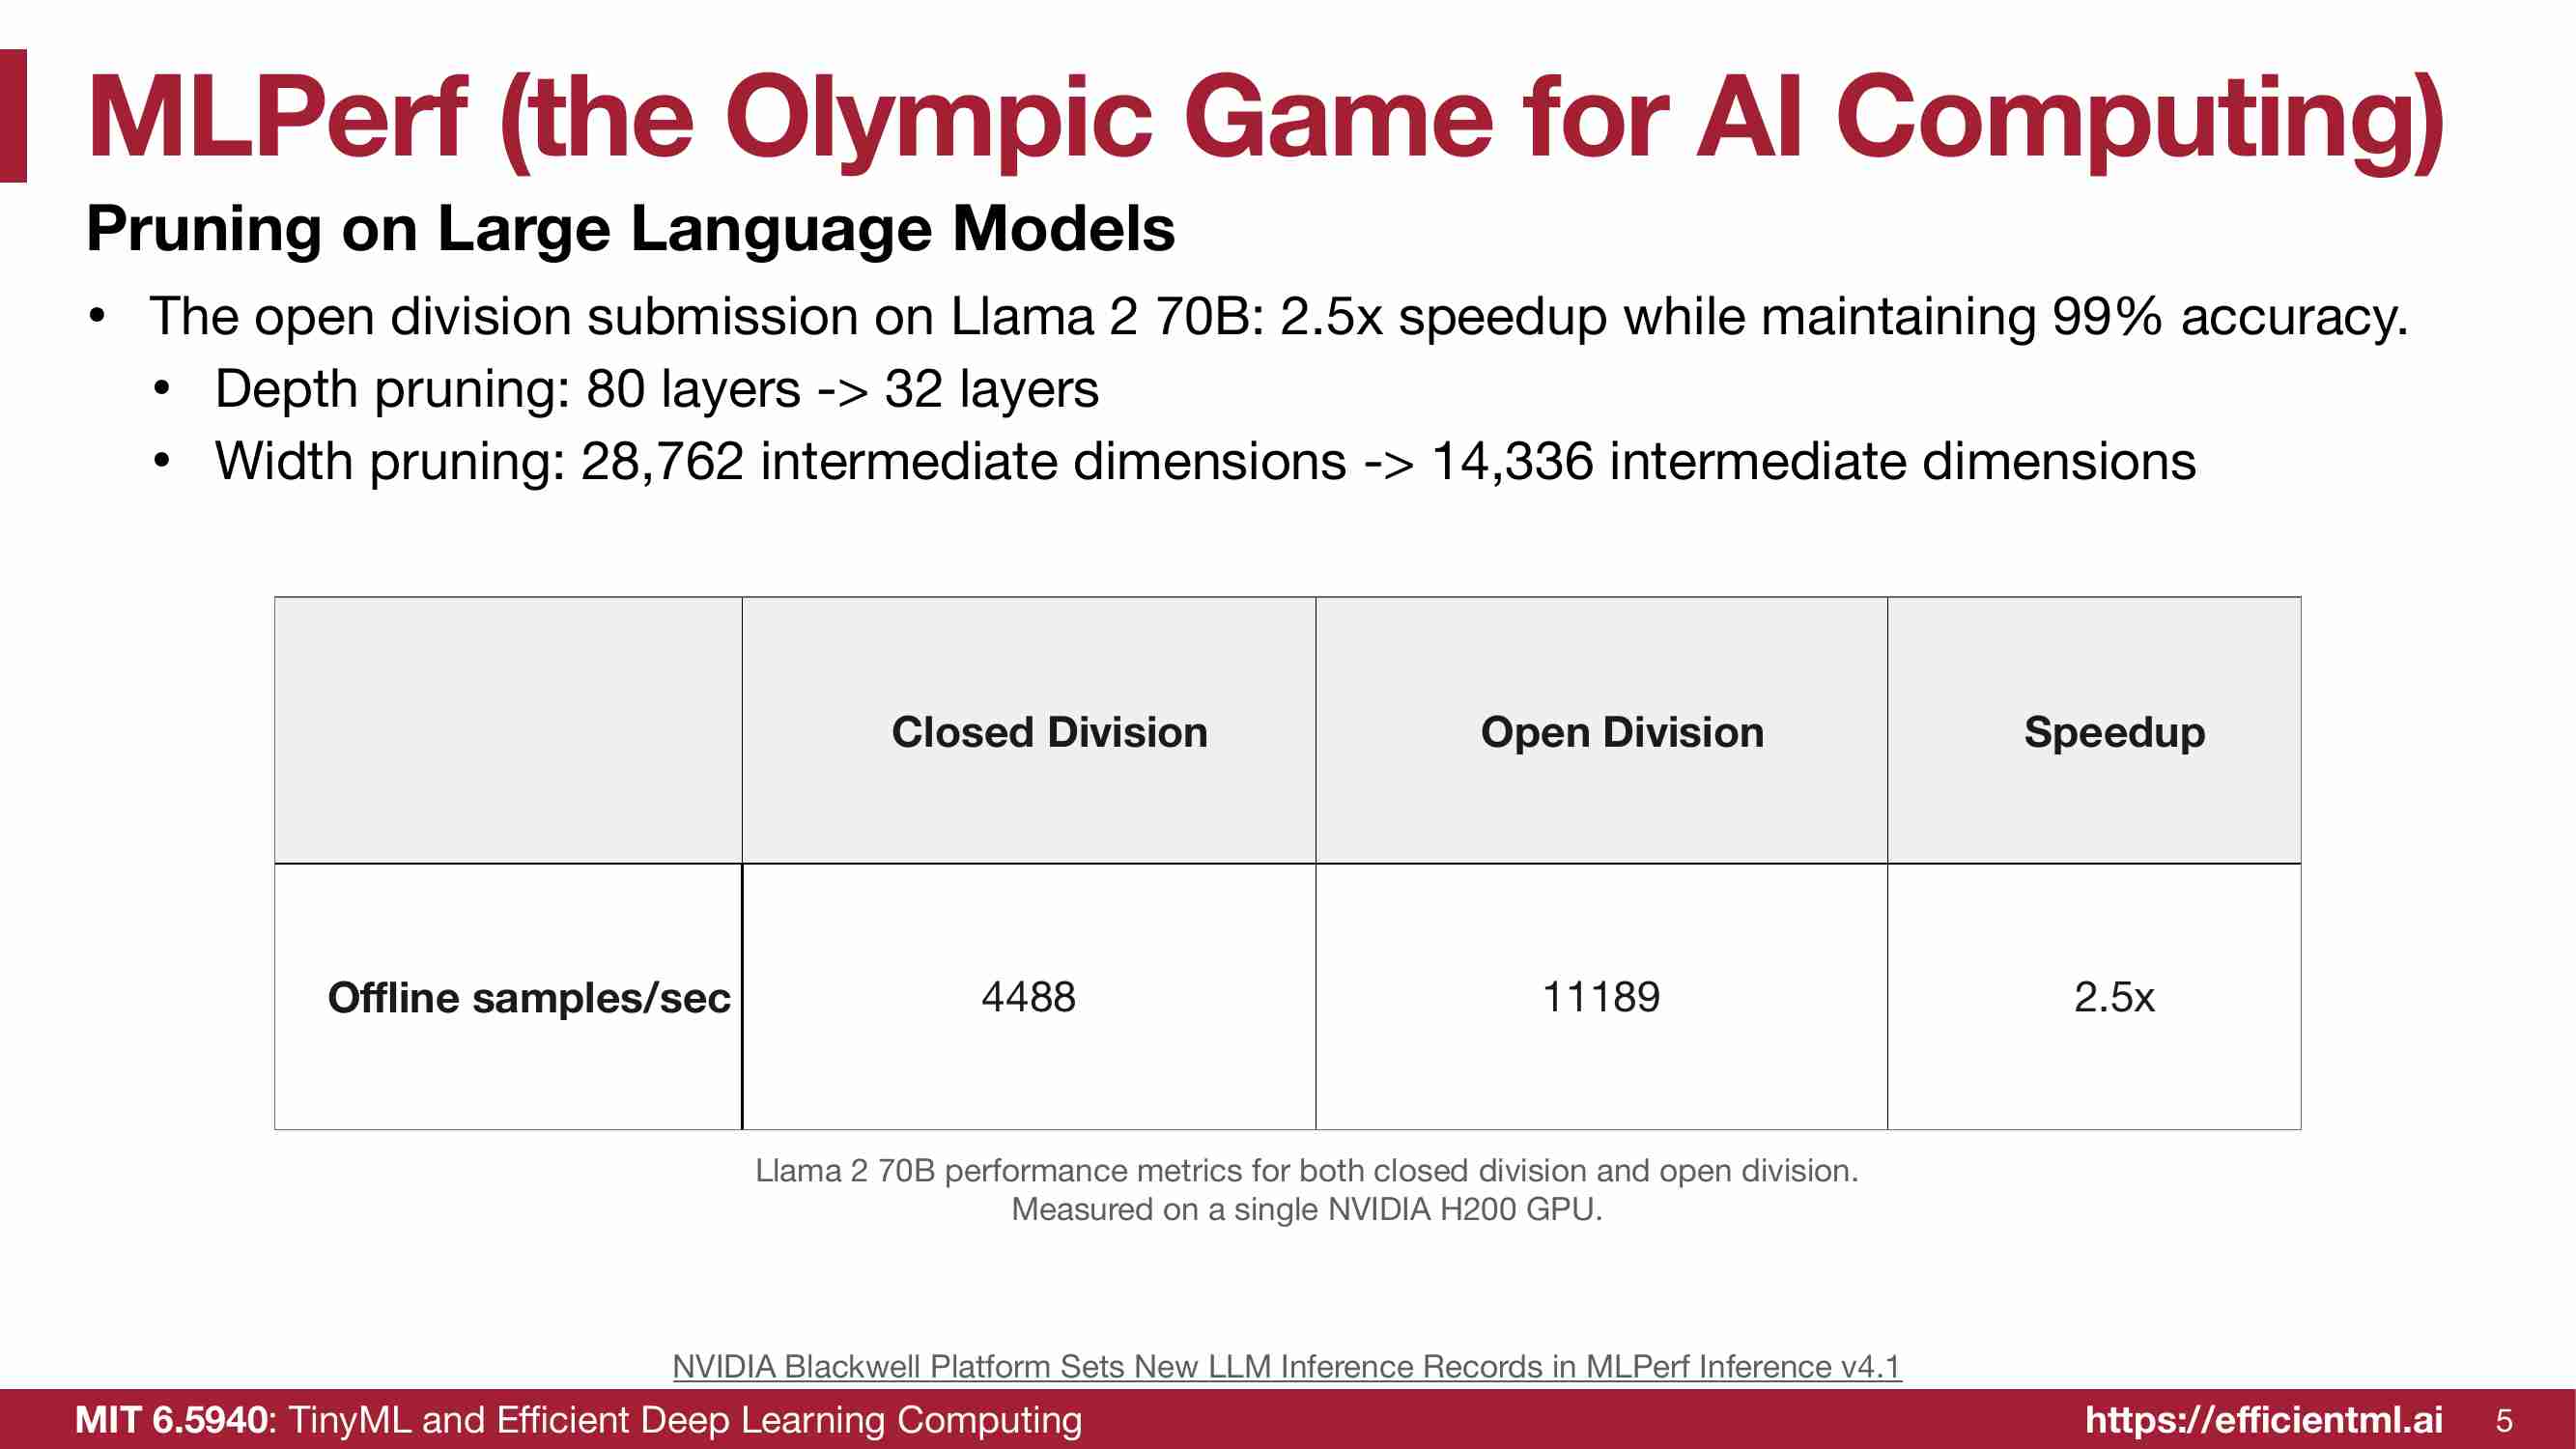 MLPerf (the Olympic Game for AI Computing)
Pruning on Large Language Models
• The open division submission on Llama 2 70B: 2.5x speedup while maintaining 99% accuracy.
• Depth pruning: 80 layers -> 32 layers
• Width pruning: 28,762 intermediate dimensions -> 14,336 intermediate dimensions
Closed Division Open Division Speedup
Offline samples/sec 4488 11189 2.5x
Llama 2 70B performance metrics for both closed division and open division.
Measured on a single NVIDIA H200 GPU.
NVIDIA Blackwell Platform Sets New LLM Inference Records in MLPerf Inference v4.1
MIT 6.5940: TinyML and Efficient Deep Learning Computing https://efficientml.ai 5